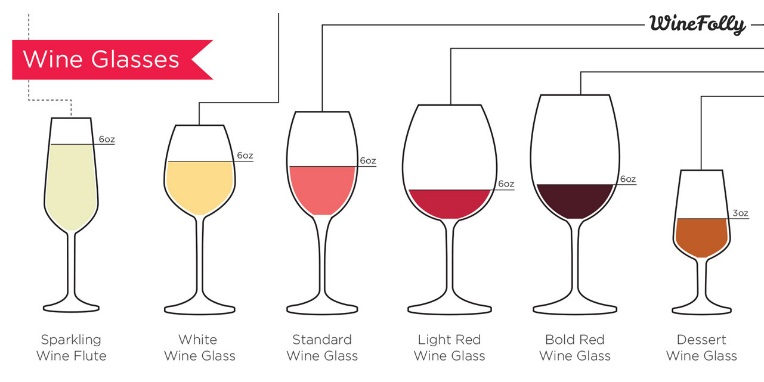 WineFolly
Wine Glasses
6oz
6oz
6oz
6oz
6oz
3oz
Sparkling
Wine Flute
White
Wine Glass
Standard
Wine Glass
Light Red
Wine Glass
Bold Red
Wine Glass
Dessert
Wine Glass